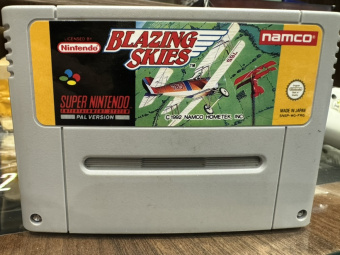 LICENSED BY
Nintendo
BLAZING
SKIES
namco
SUPER NINTENDO
ENTERTAINMENT SYSTEM
PAL VERSION
© 1992 NAMCO HOMETEK INC.
MADE IN JAPAN